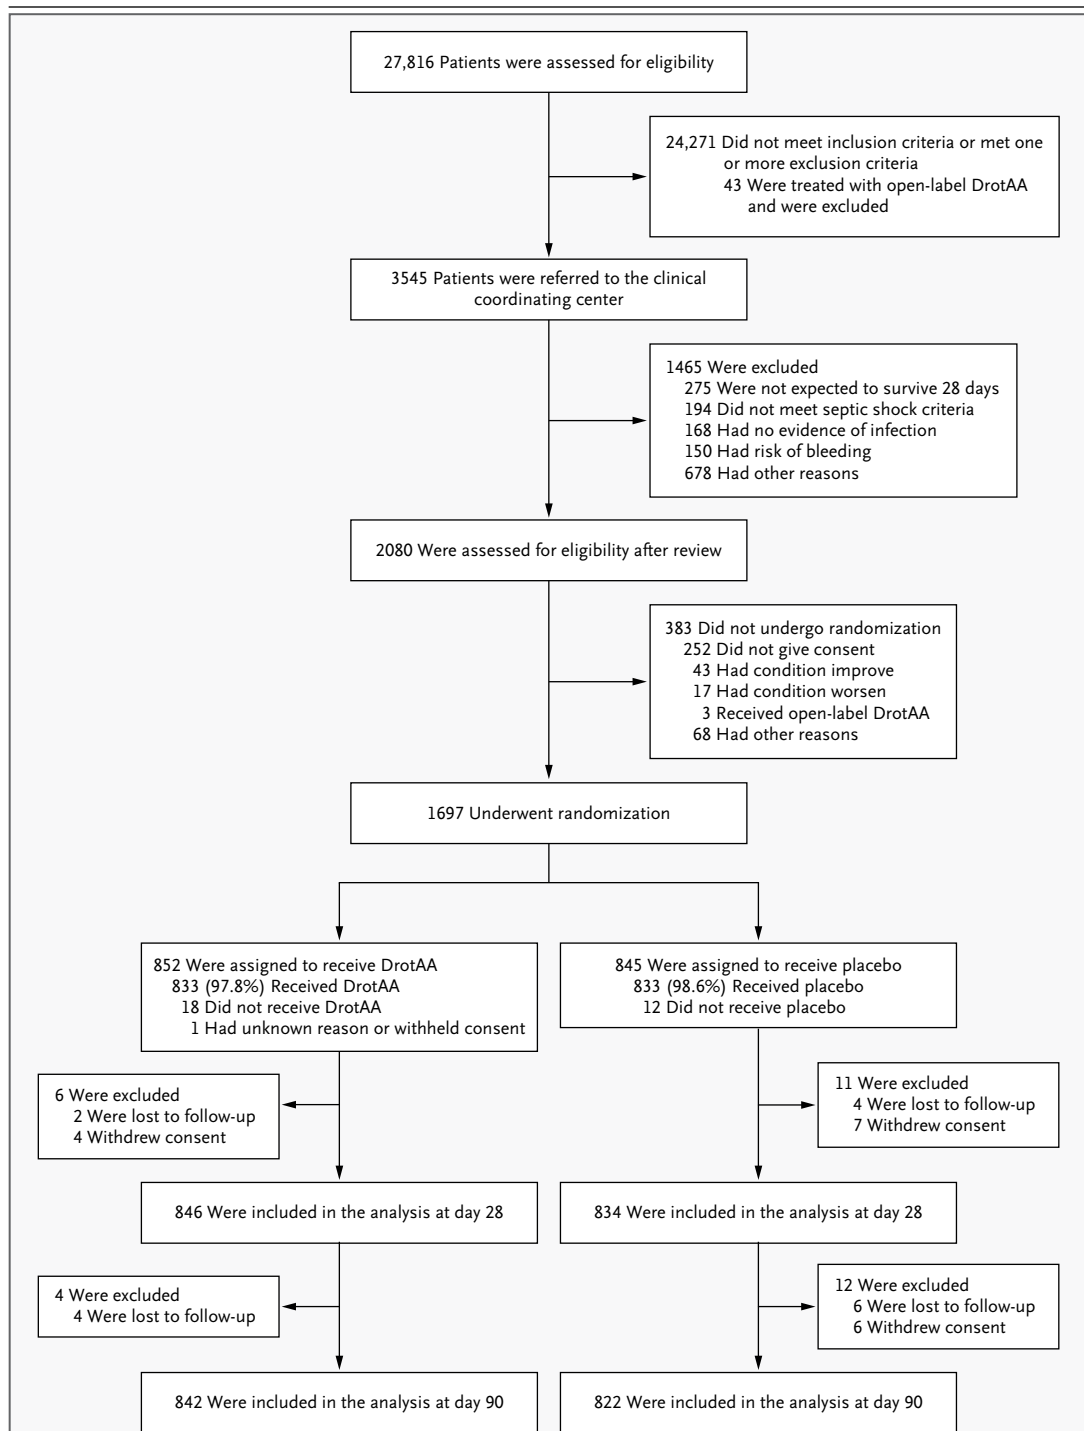 27,816 Patients were assessed for eligibility
24,271 Did not meet inclusion criteria or met one
or more exclusion criteria
43 Were treated with open-label DrotAA
and were excluded
3545 Patients were referred to the clinical
coordinating center
1465 Were excluded
275 Were not expected to survive 28 days
194 Did not meet septic shock criteria
168 Had no evidence of infection
150 Had risk of bleeding
678 Had other reasons
2080 Were assessed for eligibility after review
383 Did not undergo randomization
252 Did not give consent
43 Had condition improve
17 Had condition worsen
3 Received open-label DrotAA
68 Had other reasons
1697 Underwent randomization
852 Were assigned to receive DrotAA
833 (97.8%) Received DrotAA
18 Did not receive DrotAA
1 Had unknown reason or withheld consent
845 Were assigned to receive placebo
833 (98.6%) Received placebo
12 Did not receive placebo
6 Were excluded
2 Were lost to follow-up
4 Withdrew consent
11 Were excluded
4 Were lost to follow-up
7 Withdrew consent
846 Were included in the analysis at day 28
834 Were included in the analysis at day 28
4 Were excluded
4 Were lost to follow-up
12 Were excluded
6 Were lost to follow-up
6 Withdrew consent
842 Were included in the analysis at day 90
822 Were included in the analysis at day 90